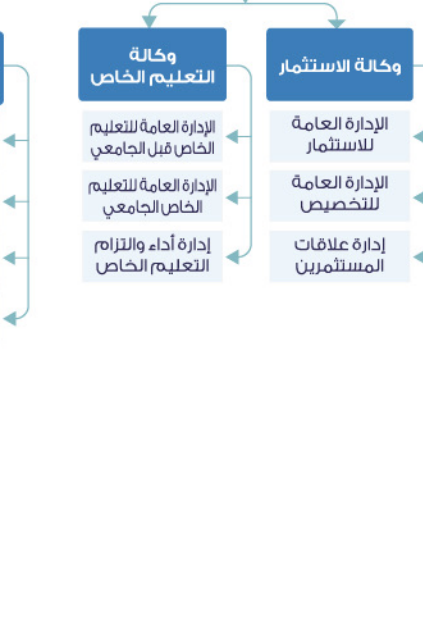 وكالة الاستثمار
الإدارة العامة
للاستثمار
الإدارة العامة
للتخصيص
إدارة علاقات
المستثمرين
وكالة
التعليم الخاص
الإدارة العامة للتعليم
الخاص قبل الجامعي
الإدارة العامة للتعليم
الخاص الجامعي
إدارة أداء والتزام
التعليم الخاص